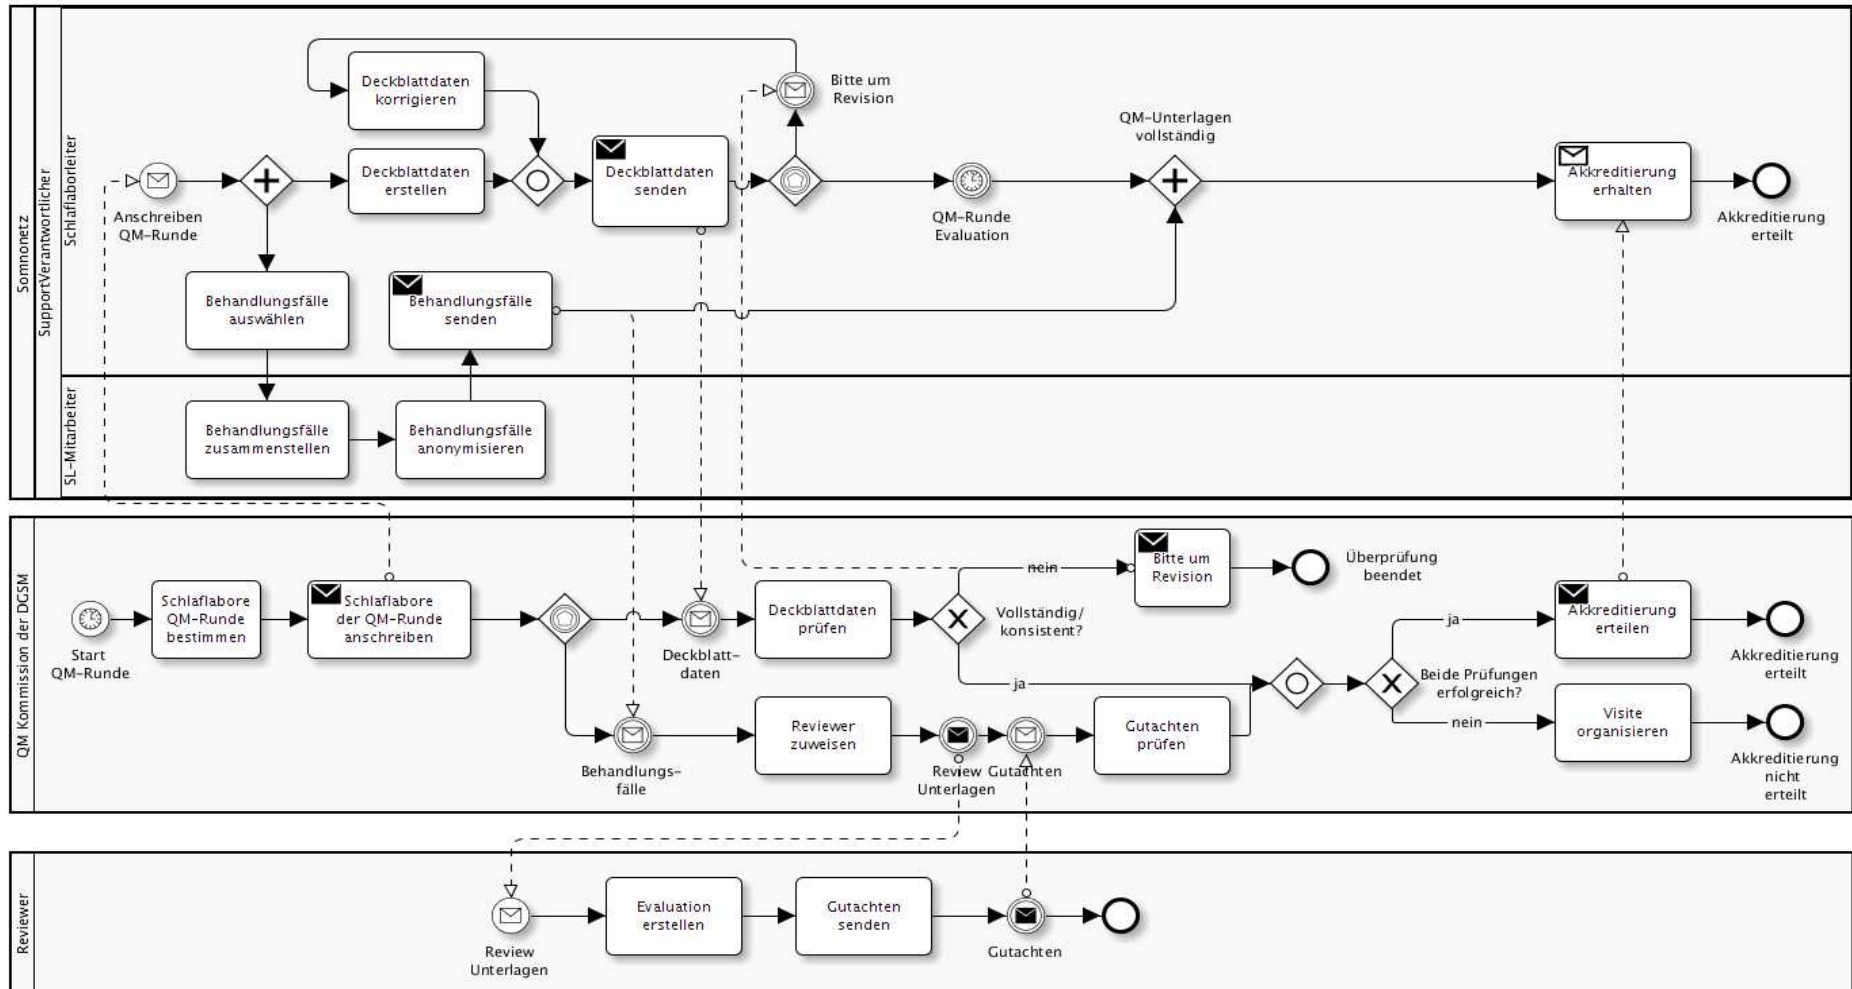 Somnonetz
SupportVerantwortlicher
Schlaflaborleiter
Deckblattdaten
korrigieren
Bitte um
Revision
QM-Unterlagen
vollständig
Anschreiben
QM-Runde
Deckblattdaten
erstellen
Deckblattdaten
senden
QM-Runde
Evaluation
Akkreditierung
erhalten
Akkreditierung
erteilt
Behandlungsfälle
auswählen
Behandlungsfälle
senden
SL-Mitarbeiter
Behandlungsfälle
zusammenstellen
Behandlungsfälle
anonymisieren
QM Kommission der DGSM
Start
QM-Runde
Schlaflabore
QM-Runde
bestimmen
Schlaflabore
der QM-Runde
anschreiben
Deckblatt-
daten
Deckblattdaten
prüfen
Vollständig/
konsistent?
nein
Bitte um
Revision
Überprüfung
beendet
ja
Behandlungs-
fälle
Reviewer
zuweisen
Review
Unterlagen
Gutachten
Gutachten
prüfen
Beide Prüfungen
erfolgreich?
ja
Akkreditierung
erteilen
Akkreditierung
erteilt
nein
Visite
organisieren
Akkreditierung
nicht
erteilt
Reviewer
Review
Unterlagen
Evaluation
erstellen
Gutachten
senden
Gutachten